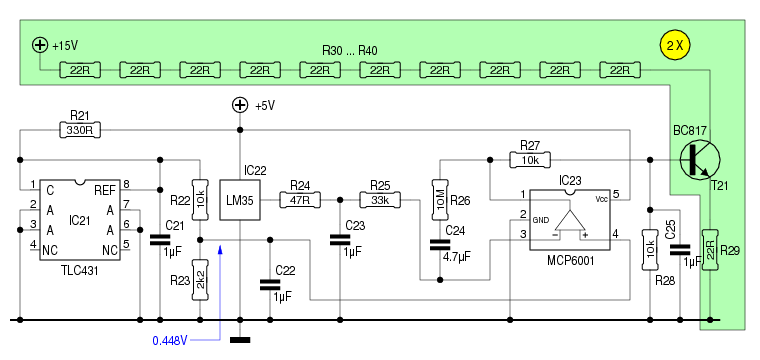 +15V
R30 ... R40
2 X
22R 22R 22R 22R 22R 22R 22R 22R 22R 22R
R21
330R
+5V
BC817
T21
IC22
LM35
R24
47R
R25
33k
R27
10k
IC23
1 C REF 8
2 A A 7
3 A A 6
4 NC NC 5
IC21
TLC431
R22
10k
C21
1µF
R23
2k2
C22
1µF
C23
1µF
R26
10M
C24
4.7µF
1 Vcc 5
2 GND
3 − + 4
MCP6001
R28
10k
C25
1µF
22R
R29
0.448V